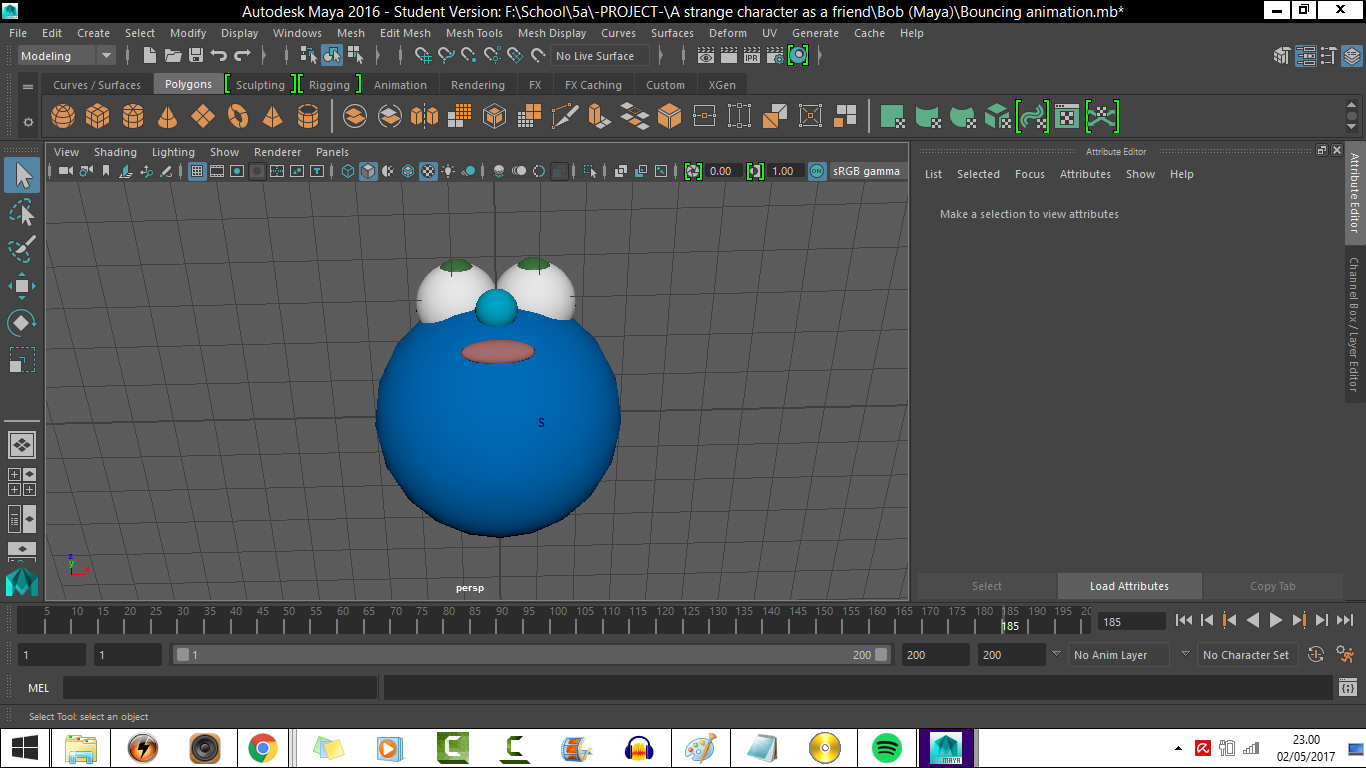 Autodesk Maya 2016 - Student Version: F:\School\5a\-PROJECT-\A strange character as a friend\Bob (Maya)\Bouncing animation.mb*
File Edit Create Select Modify Display Windows Mesh Edit Mesh Mesh Tools Mesh Display Curves Surfaces Deform UV Generate Cache Help
Modeling No Live Surface IPR
Curves / Surfaces Polygons Sculpting Rigging Animation Rendering FX FX Caching Custom XGen
View Shading Lighting Show Renderer Panels
0.00 1.00 ON sRGB gamma
Attribute Editor
List Selected Focus Attributes Show Help
Make a selection to view attributes
Attribute Editor
Channel Box / Layer Editor
S
z
y
x
persp
Select Load Attributes Copy Tab
5 10 15 20 25 30 35 40 45 50 55 60 65 70 75 80 85 90 95 100 105 110 115 120 125 130 135 140 145 150 155 160 165 170 175 180 185 190 195 20
185 185
1 1 1 200 200 200 No Anim Layer No Character Set
MEL
Select Tool: select an object
MAYA
23.00
02/05/2017